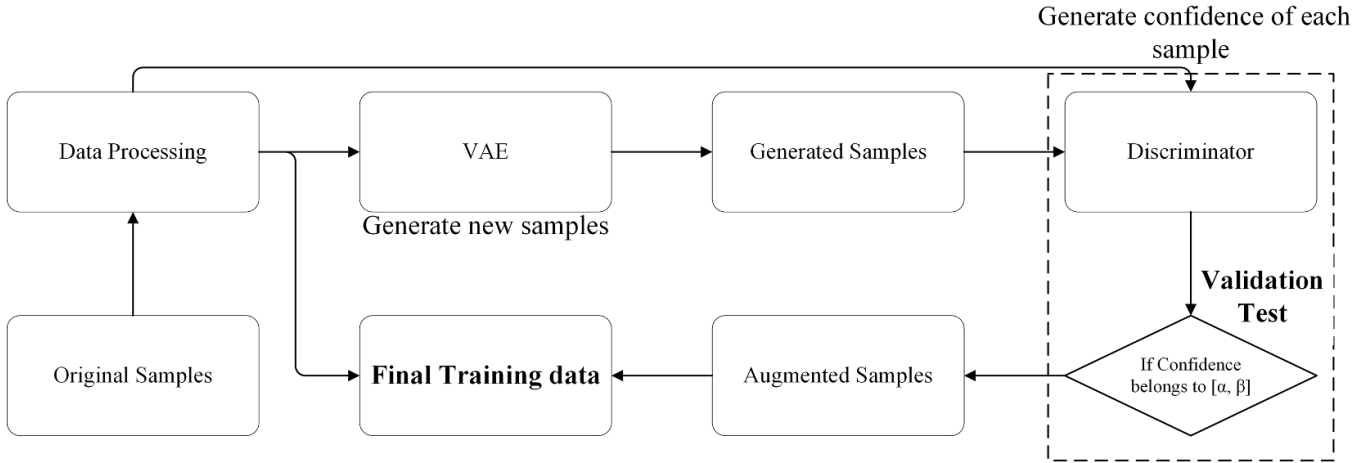 Generate confidence of each
sample
Data Processing
VAE
Generated Samples
Discriminator
Generate new samples
Validation
Test
Original Samples
Final Training data
Augmented Samples
If Confidence
belongs to [α, β]